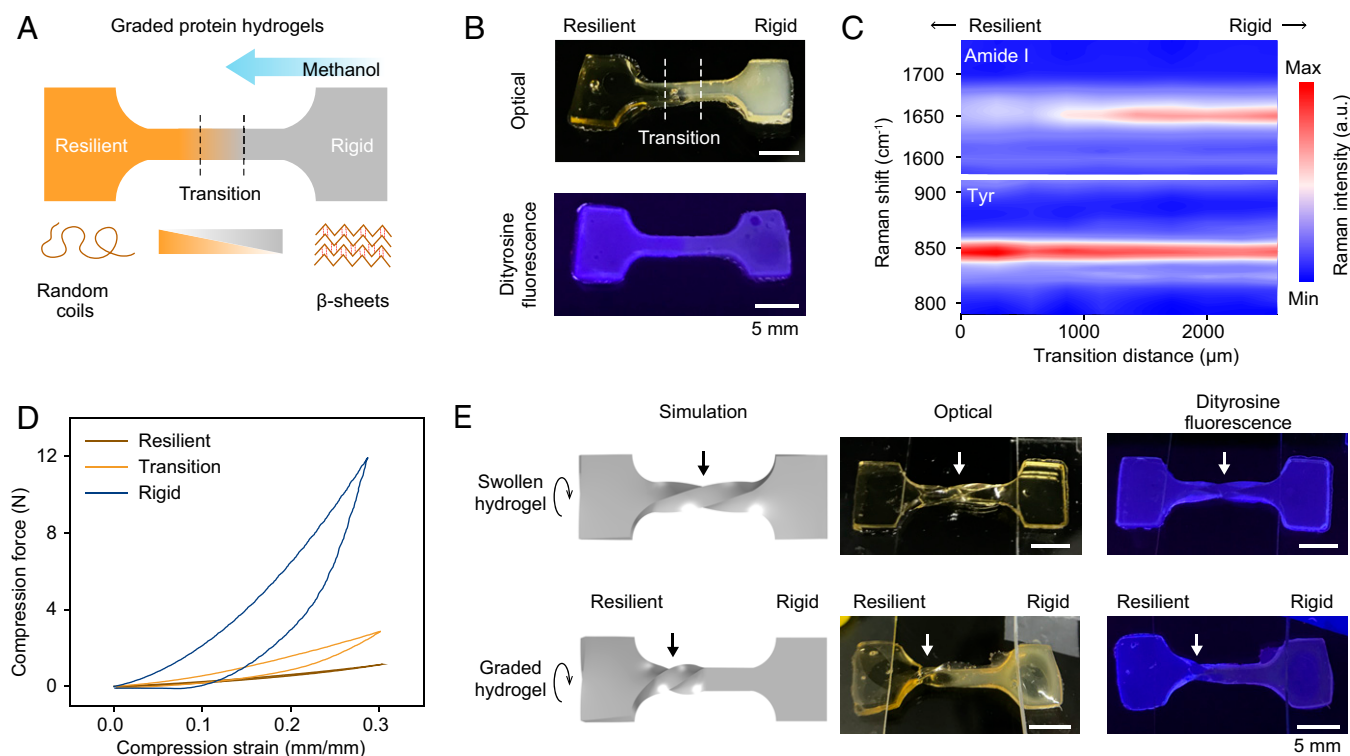 A
Graded protein hydrogels
Methanol
Resilient
Rigid
Transition
Random
coils
β-sheets
B
Resilient
Rigid
Optical
Transition
Dityrosine
fluorescence
5 mm
C
← Resilient
Rigid →
Amide I
1700
1650
1600
Tyr
900
850
800
Raman shift (cm⁻¹)
0
1000
2000
Transition distance (µm)
Max
Min
Raman intensity (a.u.)
D
Resilient
Transition
Rigid
12
8
4
0
Compression force (N)
0.0
0.1
0.2
0.3
Compression strain (mm/mm)
E
Simulation
Optical
Dityrosine
fluorescence
Swollen
hydrogel
Resilient
Rigid
Resilient
Rigid
Resilient
Rigid
Graded
hydrogel
5 mm